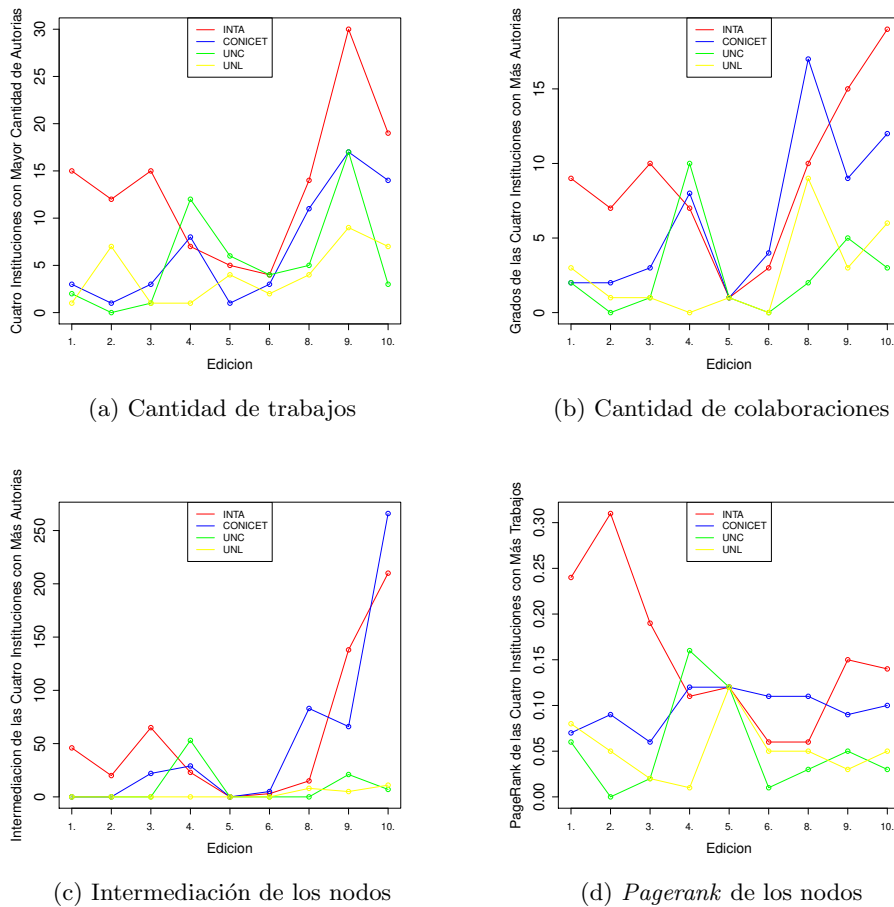 Cuatro Instituciones con Mayor Cantidad de Autorias
30
25
20
15
10
5
0
INTA
CONICET
UNC
UNL
1. 2. 3. 4. 5. 6. 8. 9. 10.
Edicion
(a) Cantidad de trabajos
Grados de las Cuatro Instituciones con Más Autorias
15
10
5
0
INTA
CONICET
UNC
UNL
1. 2. 3. 4. 5. 6. 8. 9. 10.
Edicion
(b) Cantidad de colaboraciones
Intermediacion de las Cuatro Instituciones con Más Autorias
250
200
150
100
50
0
INTA
CONICET
UNC
UNL
1. 2. 3. 4. 5. 6. 8. 9. 10.
Edicion
(c) Intermediación de los nodos
PageRank de las Cuatro Instituciones con Más Trabajos
0.30
0.25
0.20
0.15
0.10
0.05
0.00
INTA
CONICET
UNC
UNL
1. 2. 3. 4. 5. 6. 8. 9. 10.
Edicion
(d) Pagerank de los nodos